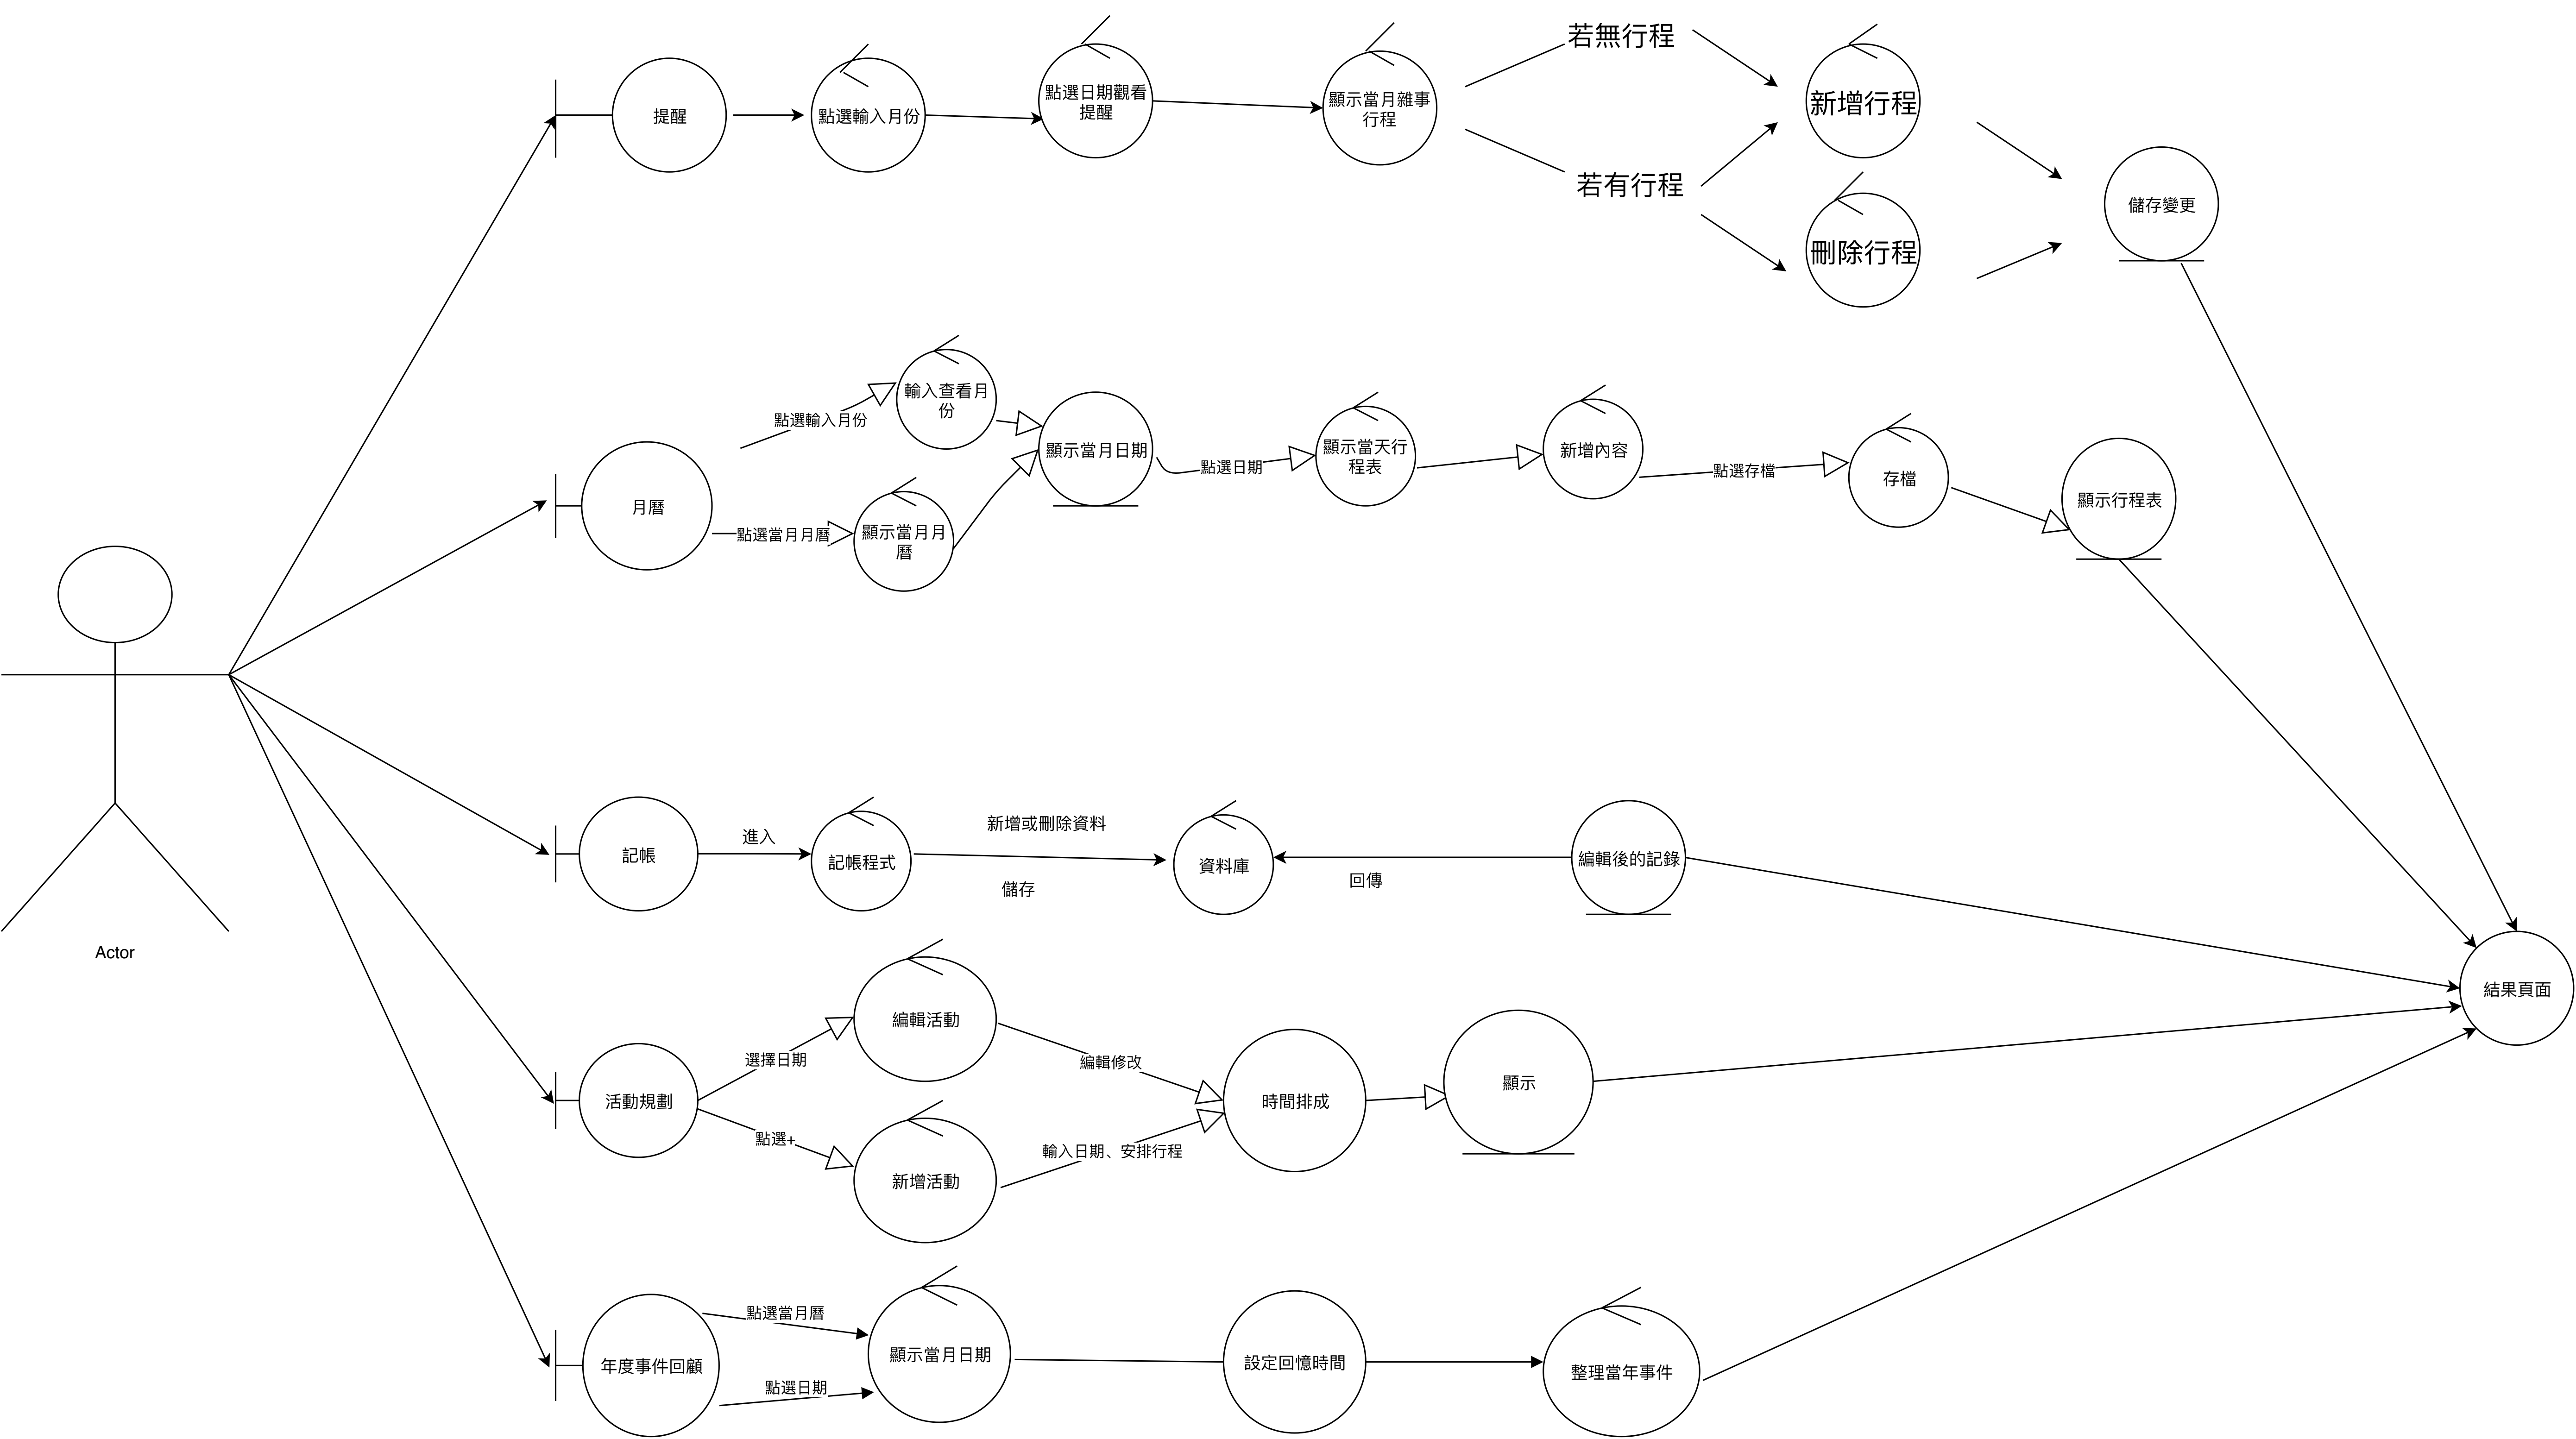 若無行程
提醒
點選輸入月份
點選日期觀看
提醒
顯示當月雜事
行程
新增行程
若有行程
刪除行程
儲存變更
月曆
點選輸入月份
輸入查看月
份
點選當月月曆
顯示當月月
曆
顯示當月日期
點選日期
顯示當天行
程表
新增內容
點選存檔
存檔
顯示行程表
Actor
記帳
進入
記帳程式
新增或刪除資料
儲存
資料庫
回傳
編輯後的記錄
結果頁面
活動規劃
選擇日期
編輯活動
點選+
新增活動
編輯修改
輸入日期、安排行程
時間排成
顯示
年度事件回顧
點選當月曆
點選日期
顯示當月日期
設定回憶時間
整理當年事件